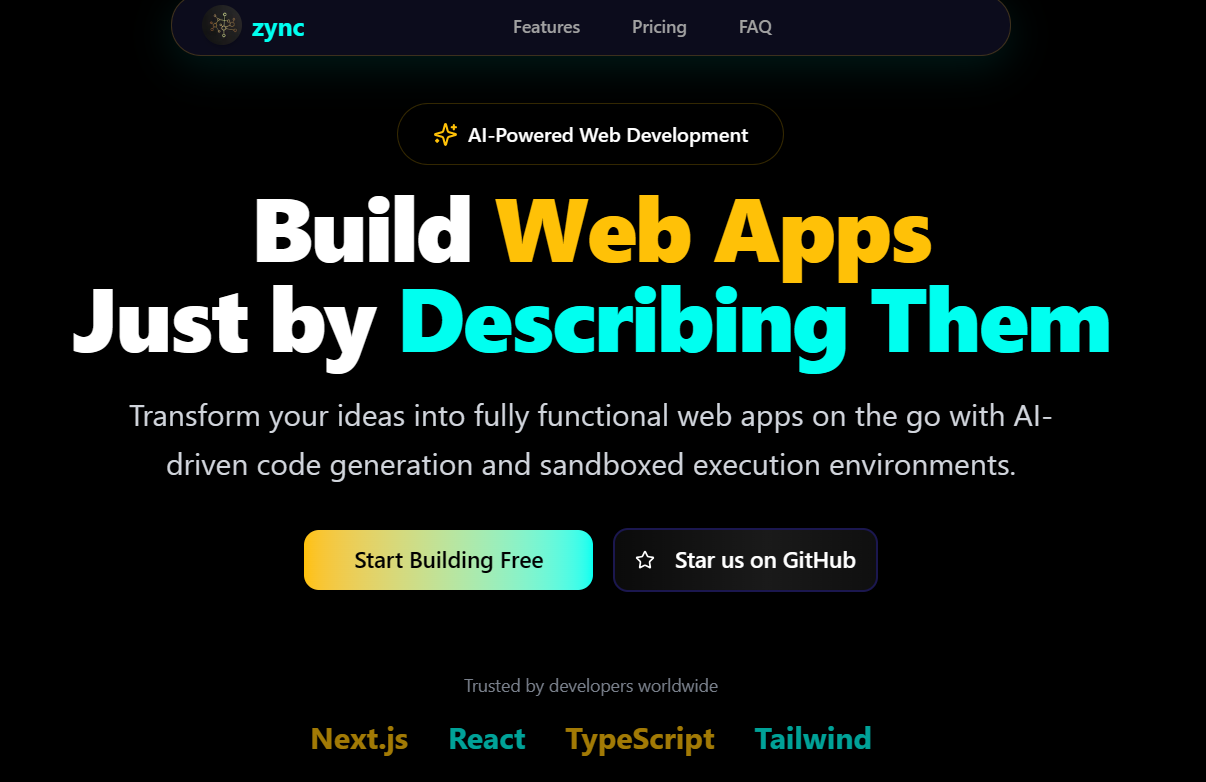 zync
Features
Pricing
FAQ
AI-Powered Web Development
Build Web Apps
Just by Describing Them
Transform your ideas into fully functional web apps on the go with AI-
driven code generation and sandboxed execution environments.
Start Building Free
Star us on GitHub
Trusted by developers worldwide
Next.js
React
TypeScript
Tailwind